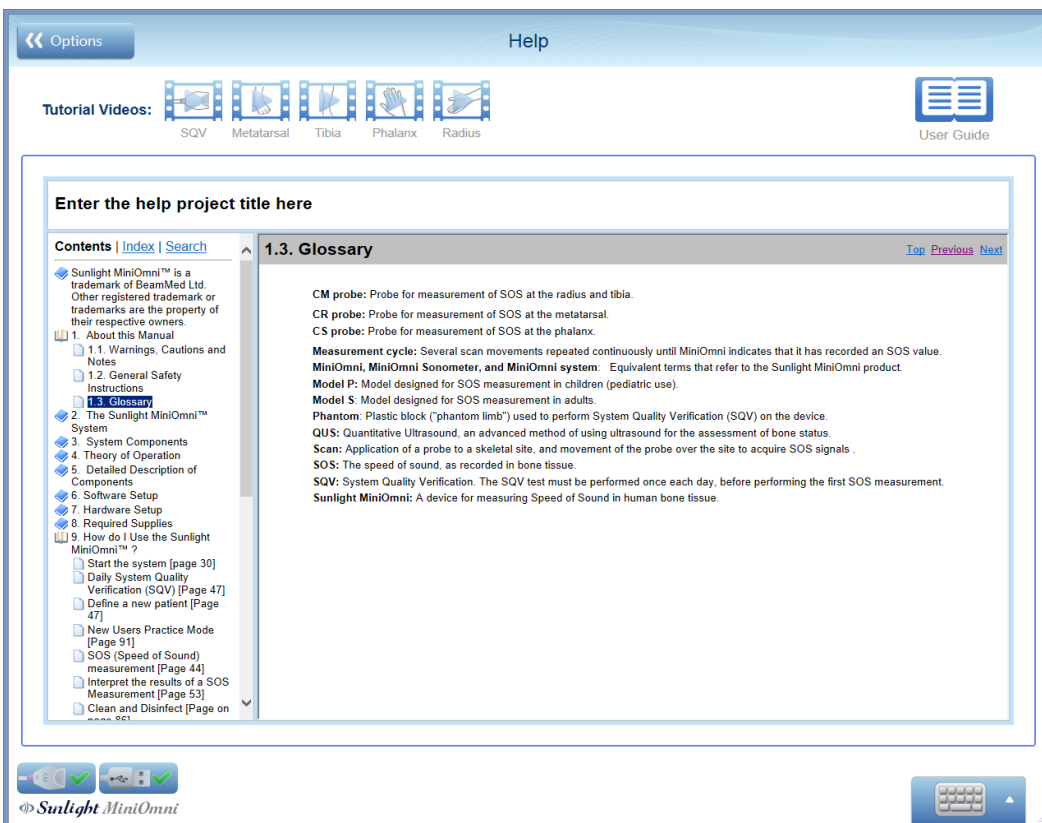 Options
Help
Tutorial Videos:
SQV
Metatarsal
Tibia
Phalanx
Radius
User Guide
Enter the help project title here
Contents | Index | Search
Sunlight MiniOmni™ is a
trademark of BeamMed Ltd.
Other registered trademark or
trademarks are the property of
their respective owners.
1. About this Manual
1.1. Warnings, Cautions and
Notes
1.2. General Safety
Instructions
1.3. Glossary
2. The Sunlight MiniOmni™
System
3. System Components
4. Theory of Operation
5. Detailed Description of
Components
6. Software Setup
7. Hardware Setup
8. Required Supplies
9. How do I Use the Sunlight
MiniOmni™ ?
Start the system [page 30]
Daily System Quality
Verification (SQV) [Page 47]
Define a new patient [Page
47]
New Users Practice Mode
[Page 91]
SOS (Speed of Sound)
measurement [Page 44]
Interpret the results of a SOS
Measurement [Page 53]
Clean and Disinfect [Page on
page 86]
1.3. Glossary
Top Previous Next
CM probe: Probe for measurement of SOS at the radius and tibia.
CR probe: Probe for measurement of SOS at the metatarsal.
CS probe: Probe for measurement of SOS at the phalanx.
Measurement cycle: Several scan movements repeated continuously until MiniOmni indicates that it has recorded an SOS value.
MiniOmni, MiniOmni Sonometer, and MiniOmni system: Equivalent terms that refer to the Sunlight MiniOmni product.
Model P: Model designed for SOS measurement in children (pediatric use).
Model S: Model designed for SOS measurement in adults.
Phantom: Plastic block ("phantom limb") used to perform System Quality Verification (SQV) on the device.
QUS: Quantitative Ultrasound, an advanced method of using ultrasound for the assessment of bone status.
Scan: Application of a probe to a skeletal site, and movement of the probe over the site to acquire SOS signals .
SOS: The speed of sound, as recorded in bone tissue.
SQV: System Quality Verification. The SQV test must be performed once each day, before performing the first SOS measurement.
Sunlight MiniOmni: A device for measuring Speed of Sound in human bone tissue.
Sunlight MiniOmni